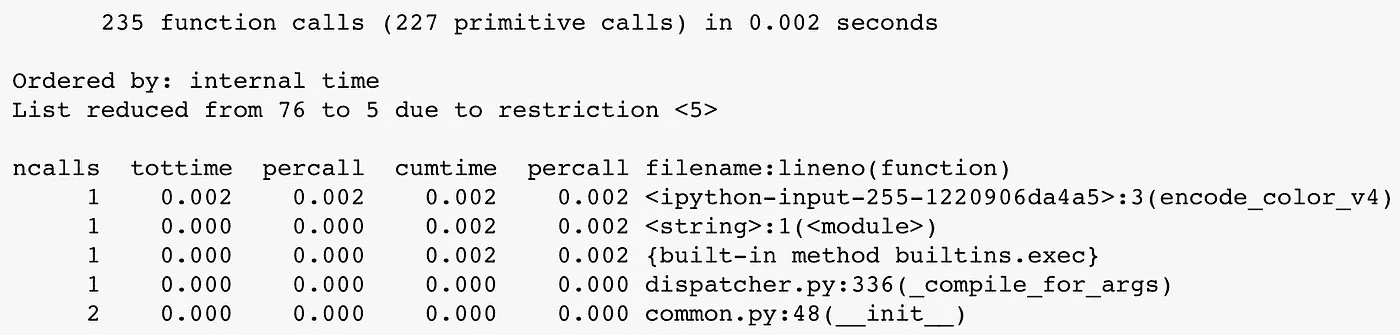 235 function calls (227 primitive calls) in 0.002 seconds
Ordered by: internal time
List reduced from 76 to 5 due to restriction <5>
ncalls tottime percall cumtime percall filename:lineno(function)
1 0.002 0.002 0.002 0.002 <ipython-input-255-1220906da4a5>:3(encode_color_v4)
1 0.000 0.000 0.002 0.002 <string>:1(<module>)
1 0.000 0.000 0.002 0.002 {built-in method builtins.exec}
1 0.000 0.000 0.000 0.000 dispatcher.py:336(_compile_for_args)
2 0.000 0.000 0.000 0.000 common.py:48(__init__)